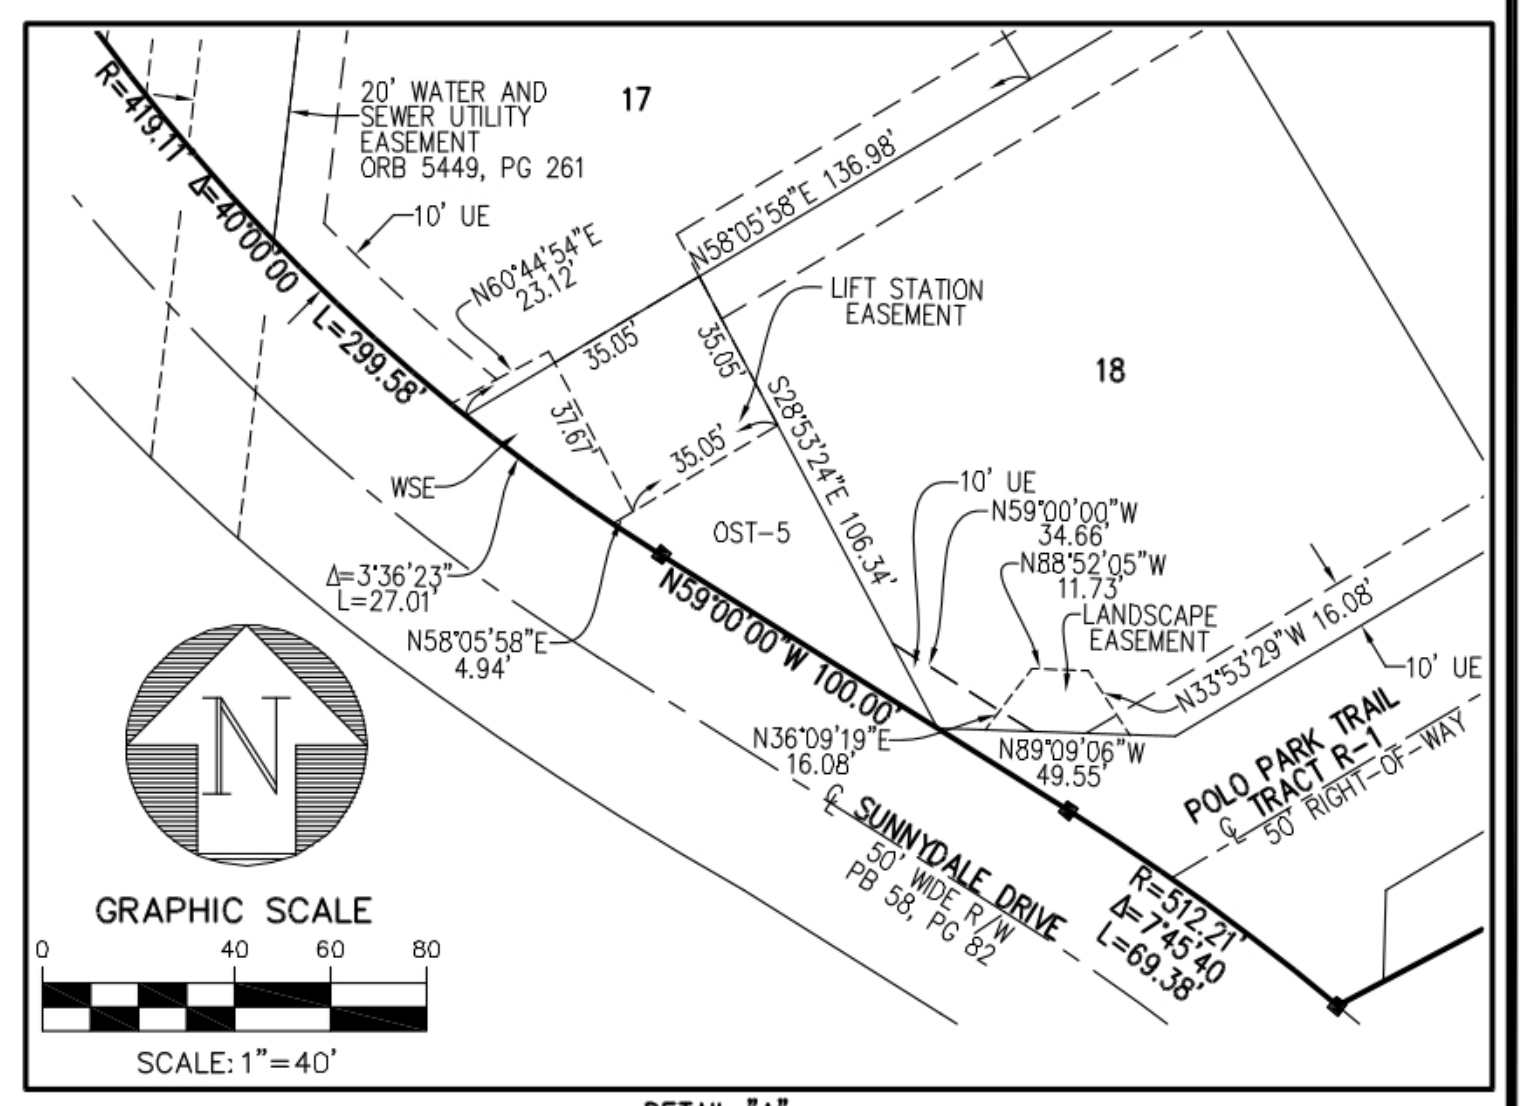 R=419.11'
Δ=40°00'00
L=299.58'
20' WATER AND
SEWER UTILITY
EASEMENT
ORB 5449, PG 261
10' UE
17
N58°05'58"E 136.98'
N60°44'54"E
23.12'
LIFT STATION
EASEMENT
35.05'
35.05'
18
37.67'
35.05'
S28°53'24"E 106.34'
WSE
OST-5
10' UE
N59°00'00"W
34.66'
N88°52'05"W
11.73'
LANDSCAPE
EASEMENT
Δ=3°36'23"
L=27.01'
N58°05'58"E
4.94'
N59°00'00"W 100.00'
N33°53'29"W 16.08'
10' UE
N36°09'19"E
16.08'
N89°09'06"W
49.55'
POLO PARK TRAIL
TRACT R-1
℄ 50' RIGHT-OF-WAY
℄ SUNNYDALE DRIVE
50' WIDE R/W
PB 58, PG 82
R=512.21'
Δ=7°45'40
L=69.38'
N
GRAPHIC SCALE
0 40 60 80
SCALE: 1"=40'